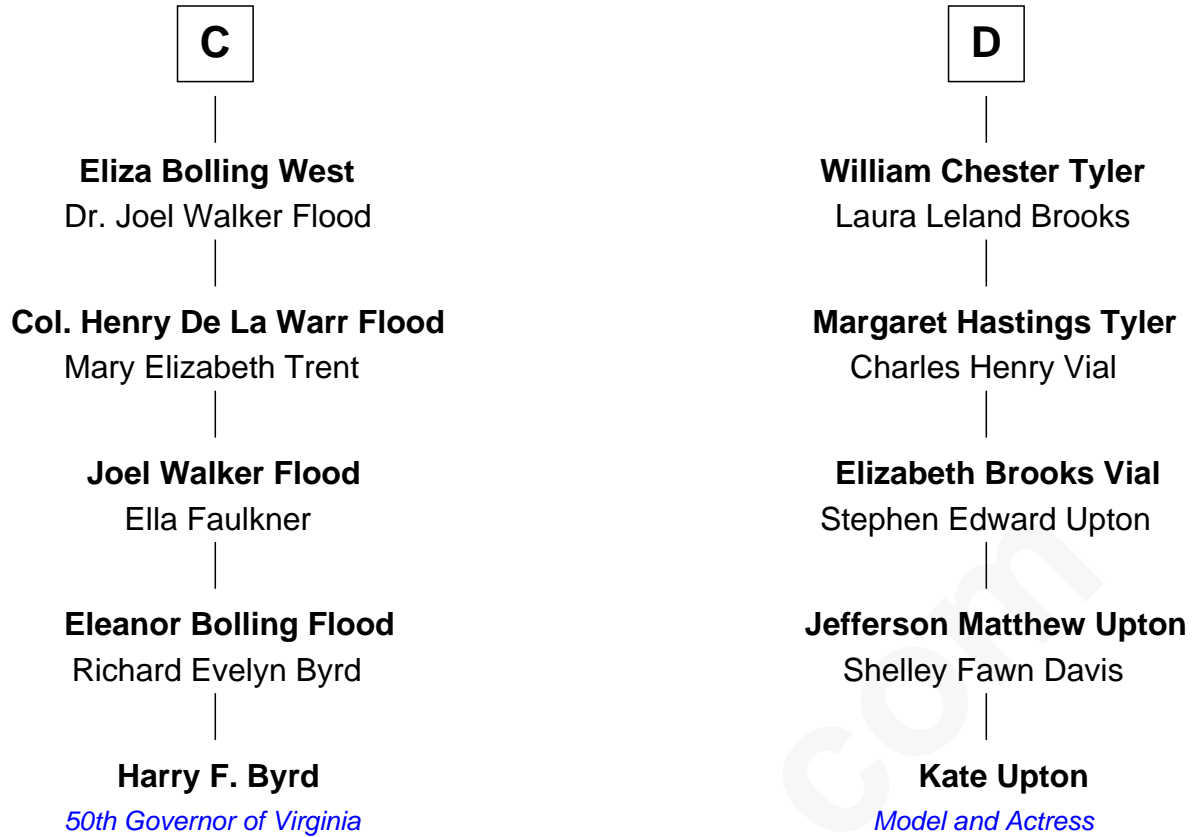 C
Eliza Bolling West
Dr. Joel Walker Flood
Col. Henry De La Warr Flood
Mary Elizabeth Trent
Joel Walker Flood
Ella Faulkner
Eleanor Bolling Flood
Richard Evelyn Byrd
Harry F. Byrd
50th Governor of Virginia
D
William Chester Tyler
Laura Leland Brooks
Margaret Hastings Tyler
Charles Henry Vial
Elizabeth Brooks Vial
Stephen Edward Upton
Jefferson Matthew Upton
Shelley Fawn Davis
Kate Upton
Model and Actress
com